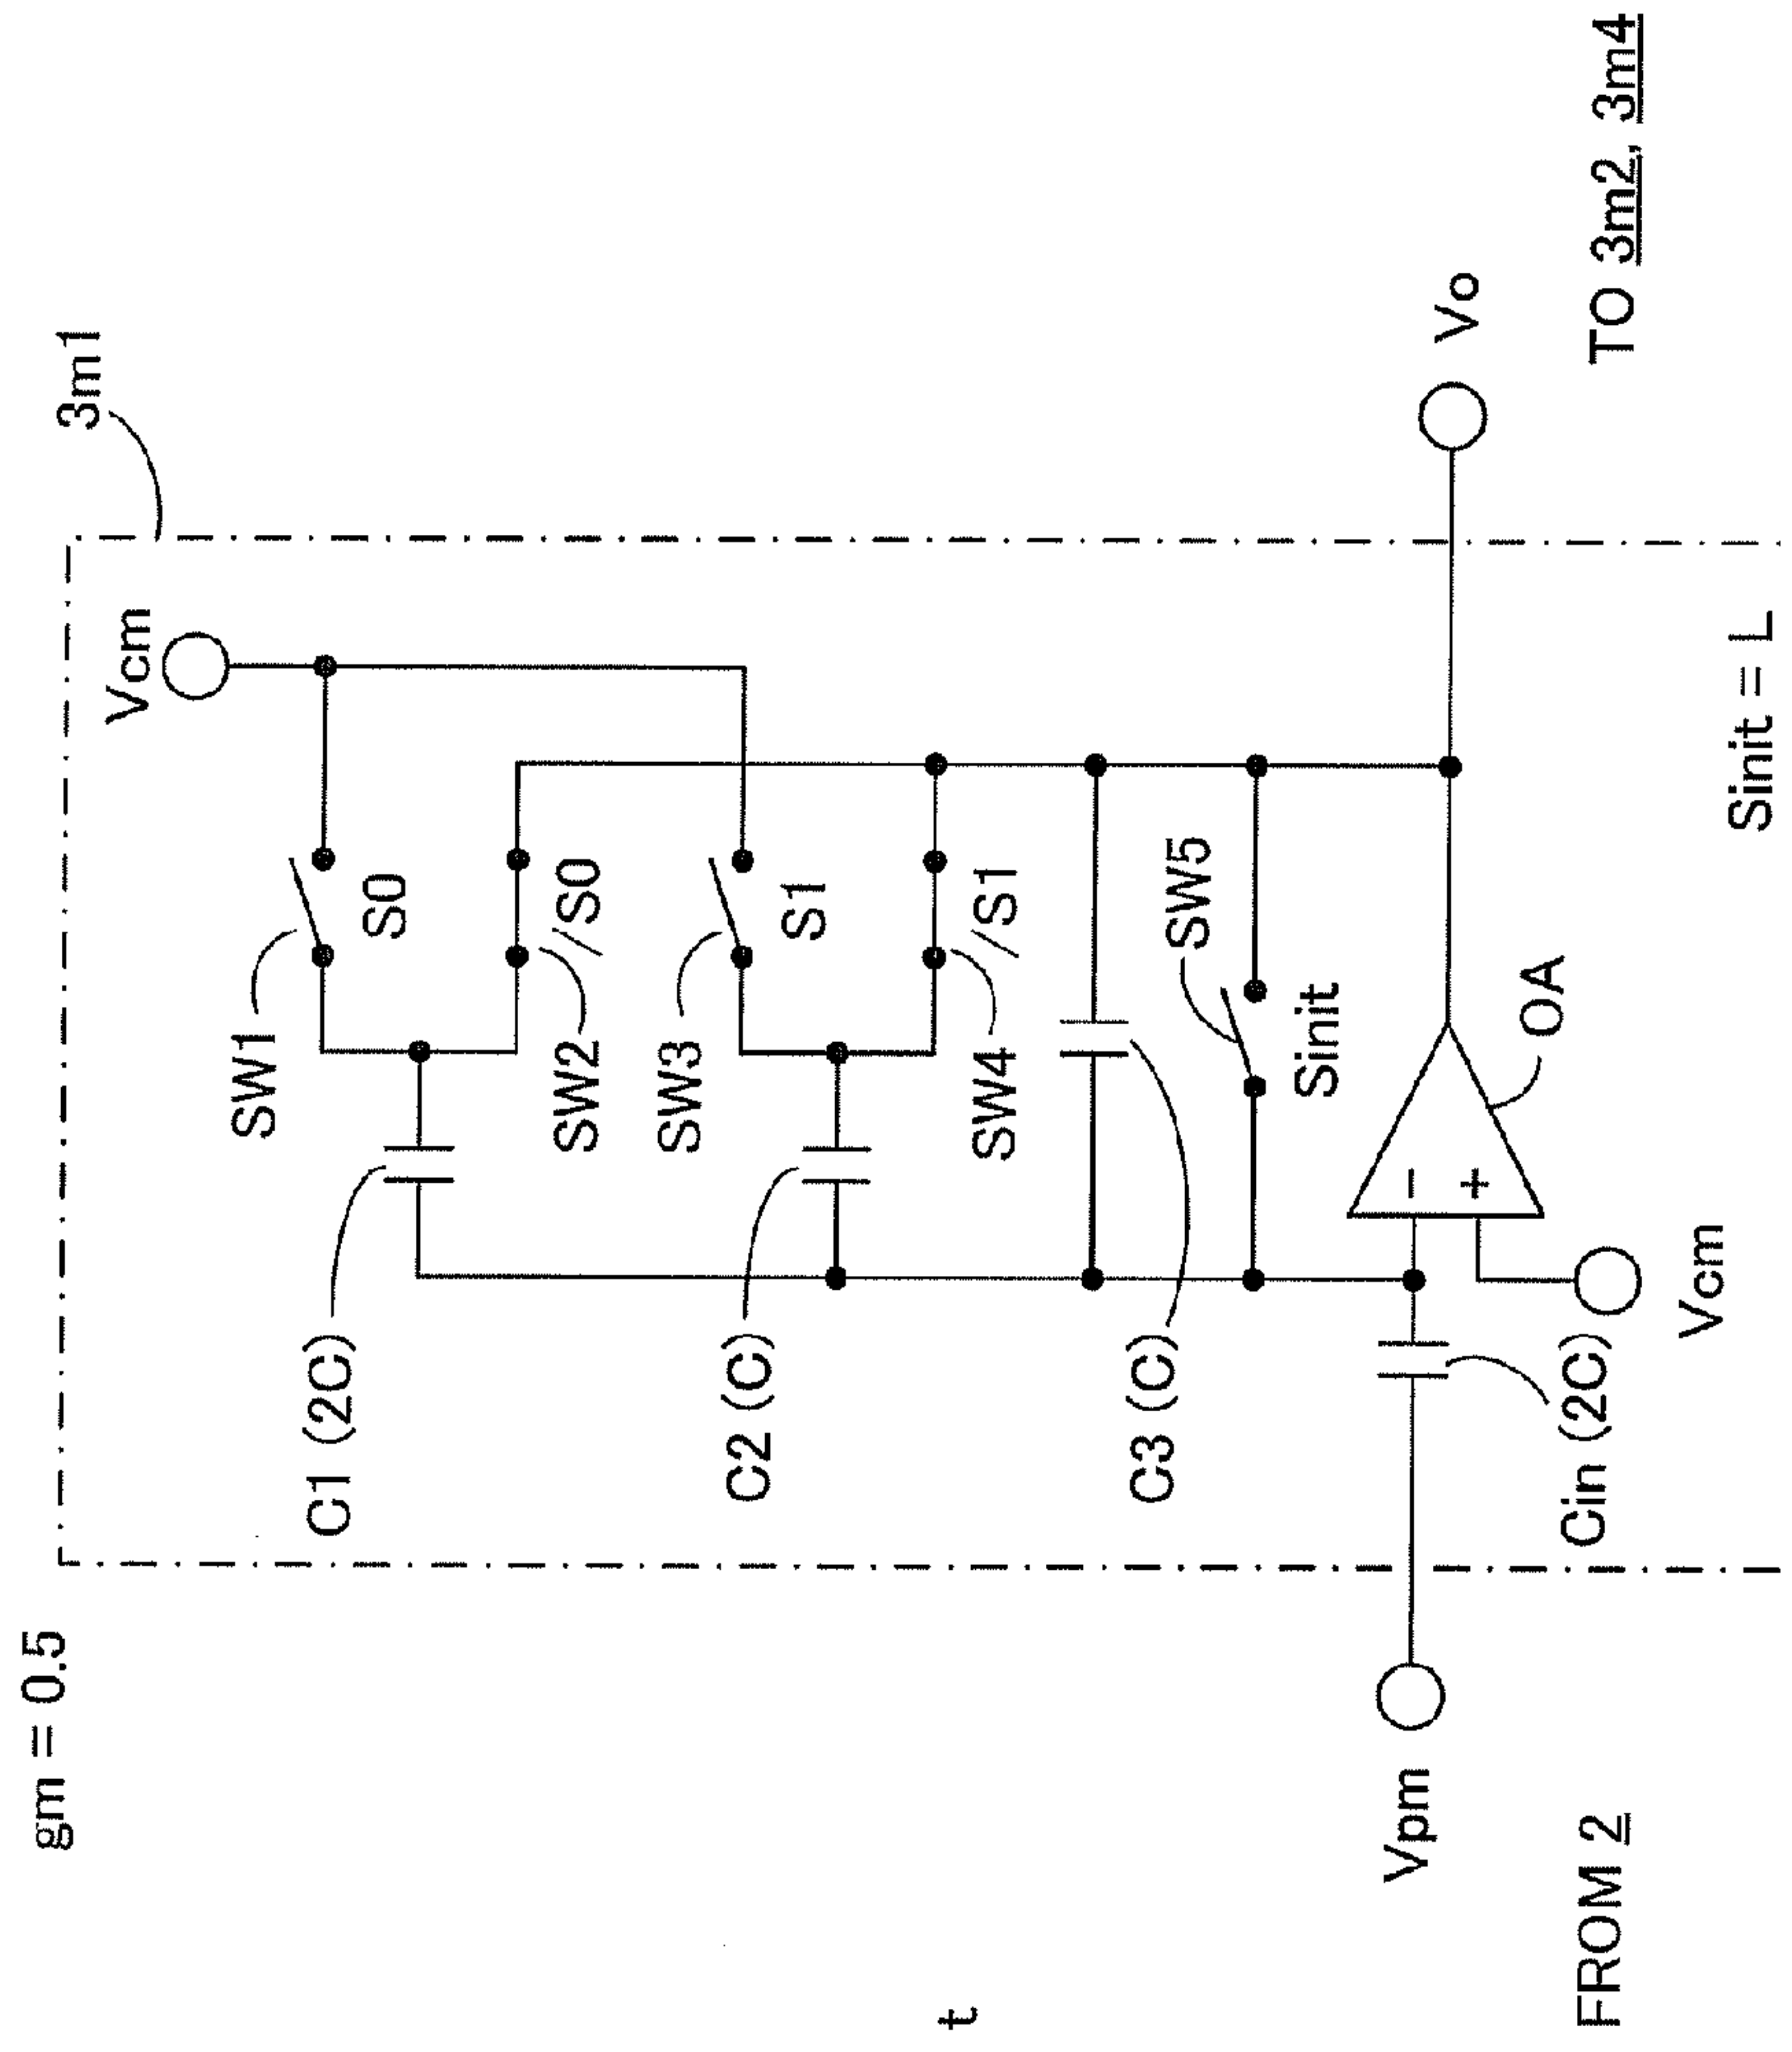 gm = 0.5
3m1
Vcm
SW1
S0
C1 (2C)
SW2
/S0
SW3
S1
C2 (C)
SW4
/S1
C3 (C)
SW5
Sinit
−
+
OA
Vpm
Cin (2C)
Vcm
Vo
FROM 2
TO 3m2, 3m4
Sinit = L
t